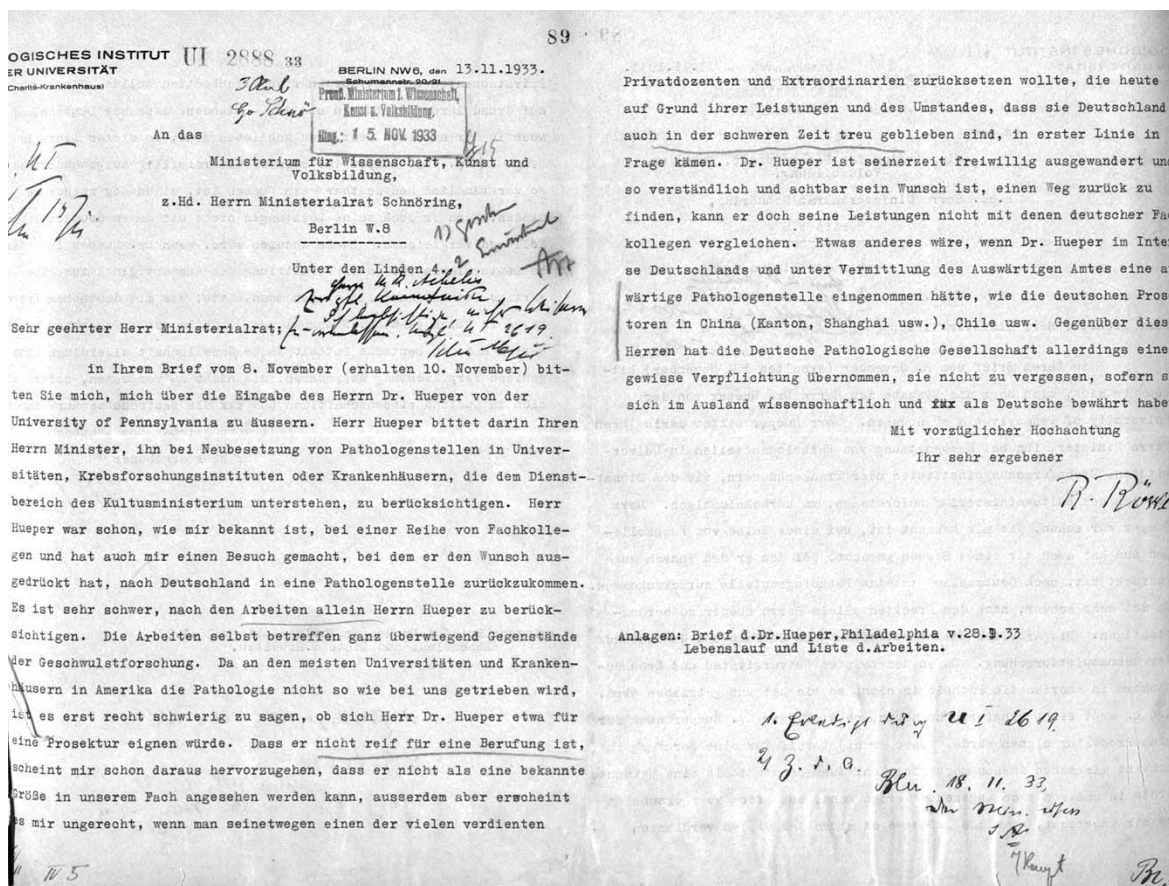 89
OGISCHES INSTITUT
ER UNIVERSITÄT
(Charité-Krankenhaus)
UI 2888 33
BERLIN NW6, den 13.11.1933.
Schumannstr. 20/21
Preuß. Ministerium f. Wissenschaft,
Kunst u. Volksbildung.
Eing.: 15. NOV. 1933
An das
Ministerium für Wissenschaft, Kunst und
Volksbildung,
z.Hd. Herrn Ministerialrat Schnöring,
Berlin W.8
Unter den Linden 4.
Sehr geehrter Herr Ministerialrat;
UI 2619
in Ihrem Brief vom 8. November (erhalten 10. November) bit-
ten Sie mich, mich über die Eingabe des Herrn Dr. Hueper von der
University of Pennsylvania zu äussern. Herr Hueper bittet darin Ihren
Herrn Minister, ihn bei Neubesetzung von Pathologenstellen in Univer-
sitäten, Krebsforschungsinstituten oder Krankenhäusern, die dem Dienst-
bereich des Kultusministerium unterstehen, zu berücksichtigen. Herr
Hueper war schon, wie mir bekannt ist, bei einer Reihe von Fachkolle-
gen und hat auch mir einen Besuch gemacht, bei dem er den Wunsch aus-
gedrückt hat, nach Deutschland in eine Pathologenstelle zurückzukommen.
Es ist sehr schwer, nach den Arbeiten allein Herrn Hueper zu berück-
sichtigen. Die Arbeiten selbst betreffen ganz überwiegend Gegenstände
der Geschwulstforschung. Da an den meisten Universitäten und Kranken-
häusern in Amerika die Pathologie nicht so wie bei uns getrieben wird,
ist es erst recht schwierig zu sagen, ob sich Herr Dr. Hueper etwa für
eine Prosektur eignen würde. Dass er nicht reif für eine Berufung ist,
scheint mir schon daraus hervorzugehen, dass er nicht als eine bekannte
Größe in unserem Fach angesehen werden kann, ausserdem aber erscheint
es mir ungerecht, wenn man seinetwegen einen der vielen verdienten
IV 5
Privatdozenten und Extraordinarien zurücksetzen wollte, die heute
auf Grund ihrer Leistungen und des Umstandes, dass sie Deutschland
auch in der schweren Zeit treu geblieben sind, in erster Linie in
Frage kämen. Dr. Hueper ist seinerzeit freiwillig ausgewandert und
so verständlich und achtbar sein Wunsch ist, einen Weg zurück zu
finden, kann er doch seine Leistungen nicht mit denen deutscher Fac
kollegen vergleichen. Etwas anderes wäre, wenn Dr. Hueper im Inte
se Deutschlands und unter Vermittlung des Auswärtigen Amtes eine a
wärtige Pathologenstelle eingenommen hätte, wie die deutschen Pros
toren in China (Kanton, Shanghai usw.), Chile usw. Gegenüber dies
Herren hat die Deutsche Pathologische Gesellschaft allerdings eine
gewisse Verpflichtung übernommen, sie nicht zu vergessen, sofern s
sich im Ausland wissenschaftlich und als Deutsche bewährt habe
Mit vorzüglicher Hochachtung
Ihr sehr ergebener
R. Röss
Anlagen: Brief d.Dr.Hueper,Philadelphia v.28. .33
Lebenslauf und Liste d.Arbeiten.
1. Erledigt durch UI 2619
2) Z. d. A.
Bln. 18. 11. 33,